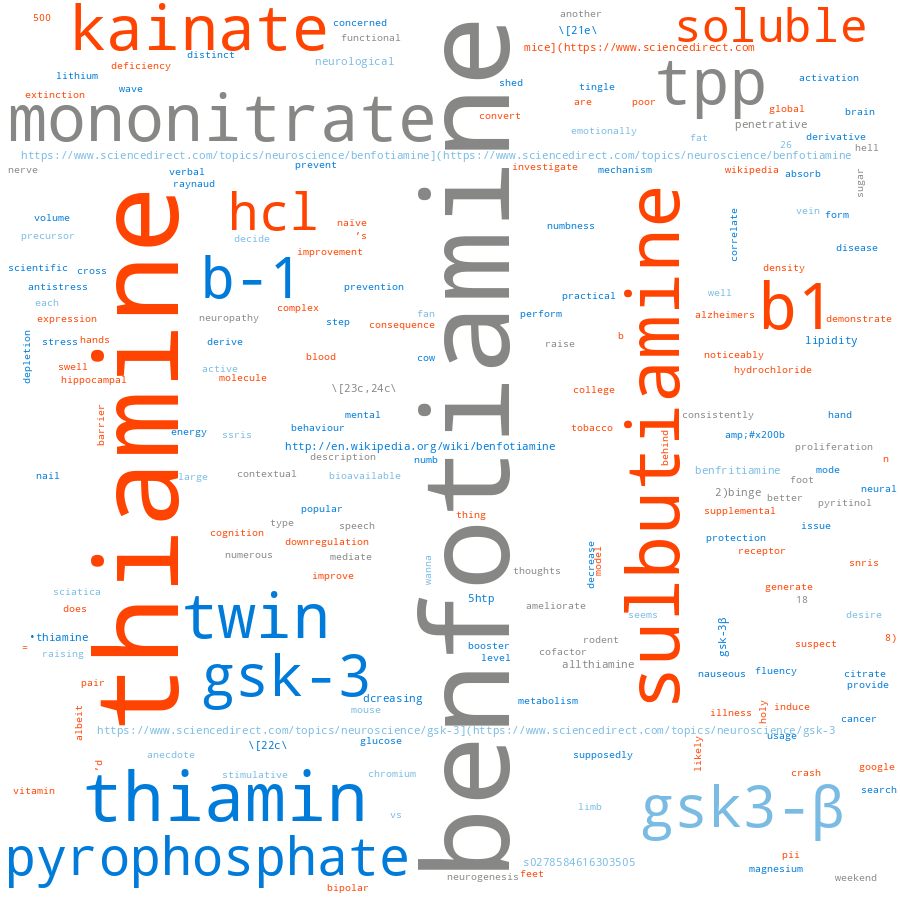 500
kainate
concerned
functional
another
\[21e\
soluble
mice](https://www.sciencedirect.com
distinct
deficiency
neurological
lithium
wave
extinction
shed
tingle
tpp
activation
are
poor
global
brain
mononitrate
convert
emotionally
penetrative
fat
derivative
26
hell
https://www.sciencedirect.com/topics/neuroscience/benfotiamine](https://www.sciencedirect.com/topics/neuroscience/benfotiamine
nerve
verbal
prevent
raynaud
investigate
mechanism
wikipedia
absorb
sugar
benfotiamine
thiamine
sulbutiamine
hcl
volume
precursor
naïve
decide
's
improvement
numbness
correlate
vein
form
disease
scientific
cross
antistress
each
b-1
prevention
practical
density
well
b1
complex
expression
neuropathy
step
fan
consequence
perform
alzheimers
demonstrate
depletion
stress
hands
derive
raise
b
lipidity
swell
hippocampal
active
molecule
blood
cow
noticeably
hydrochloride
\[23c,24c\
college
barrier
mental
consistently
hand
energy
ssris
behaviour
tobacco
behind
amp;#x200b
http://en.wikipedia.org/wiki/benfotiamine
proliferation
description
numb
n
nail
large
contextual
bioavailable
benfritiamine
mode
foot
neural
2)binge
better
pyritinol
popular
thing
supplemental
type
speech
issue
cognition
downregulation
protection
numerous
mediate
wanna
decrease
model
receptor
snris
improve
thoughts
generate
sciatica
does
twin
5htp
ameliorate
seems
18
desire
•thiamine
=
raising
gsk-3β
rodent
suspect
8)
booster
cofactor
level
allthiamine
gsk-3
pair
dcreasing
nauseous
fluency
citrate
provide
albeit
mouse
metabolism
illness
holy
induce
cancer
https://www.sciencedirect.com/topics/neuroscience/gsk-3](https://www.sciencedirect.com/topics/neuroscience/gsk-3
usage
\[22c\
glucose
anecdote
supposedly
likely
'd
stimulative
chromium
crash
google
vitamin
thiamin
search
vs
limb
gsk3-β
pyrophosphate
s0278584616303505
pii
magnesium
neurogenesis
feet
weekend
bipolar